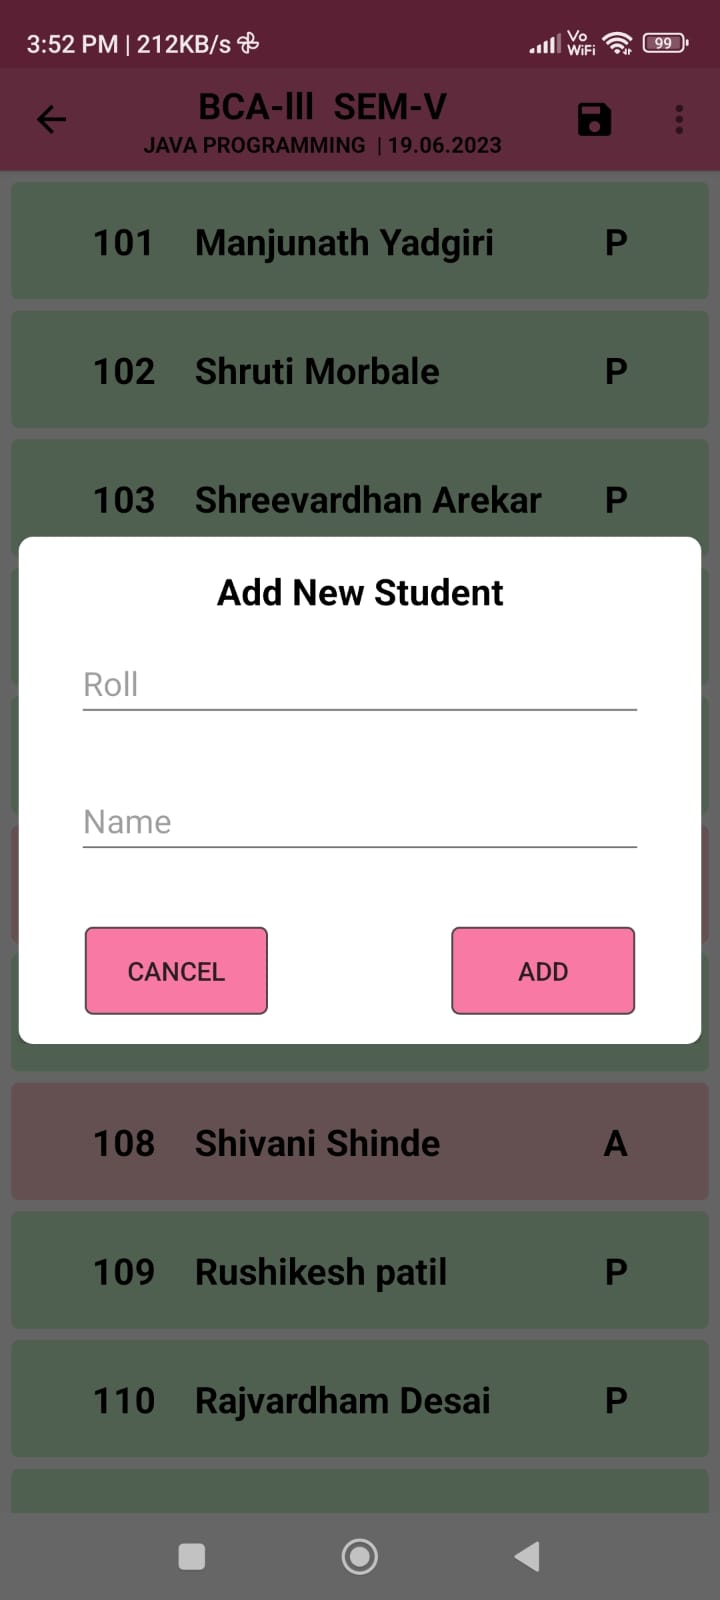 3:52 PM | 212KB/s
Vo WiFi
99
BCA-III SEM-V
JAVA PROGRAMMING | 19.06.2023
101 Manjunath Yadgiri P
102 Shruti Morbale P
103 Shreevardhan Arekar P
Add New Student
Roll
Name
CANCEL ADD
108 Shivani Shinde A
109 Rushikesh patil P
110 Rajvardham Desai P